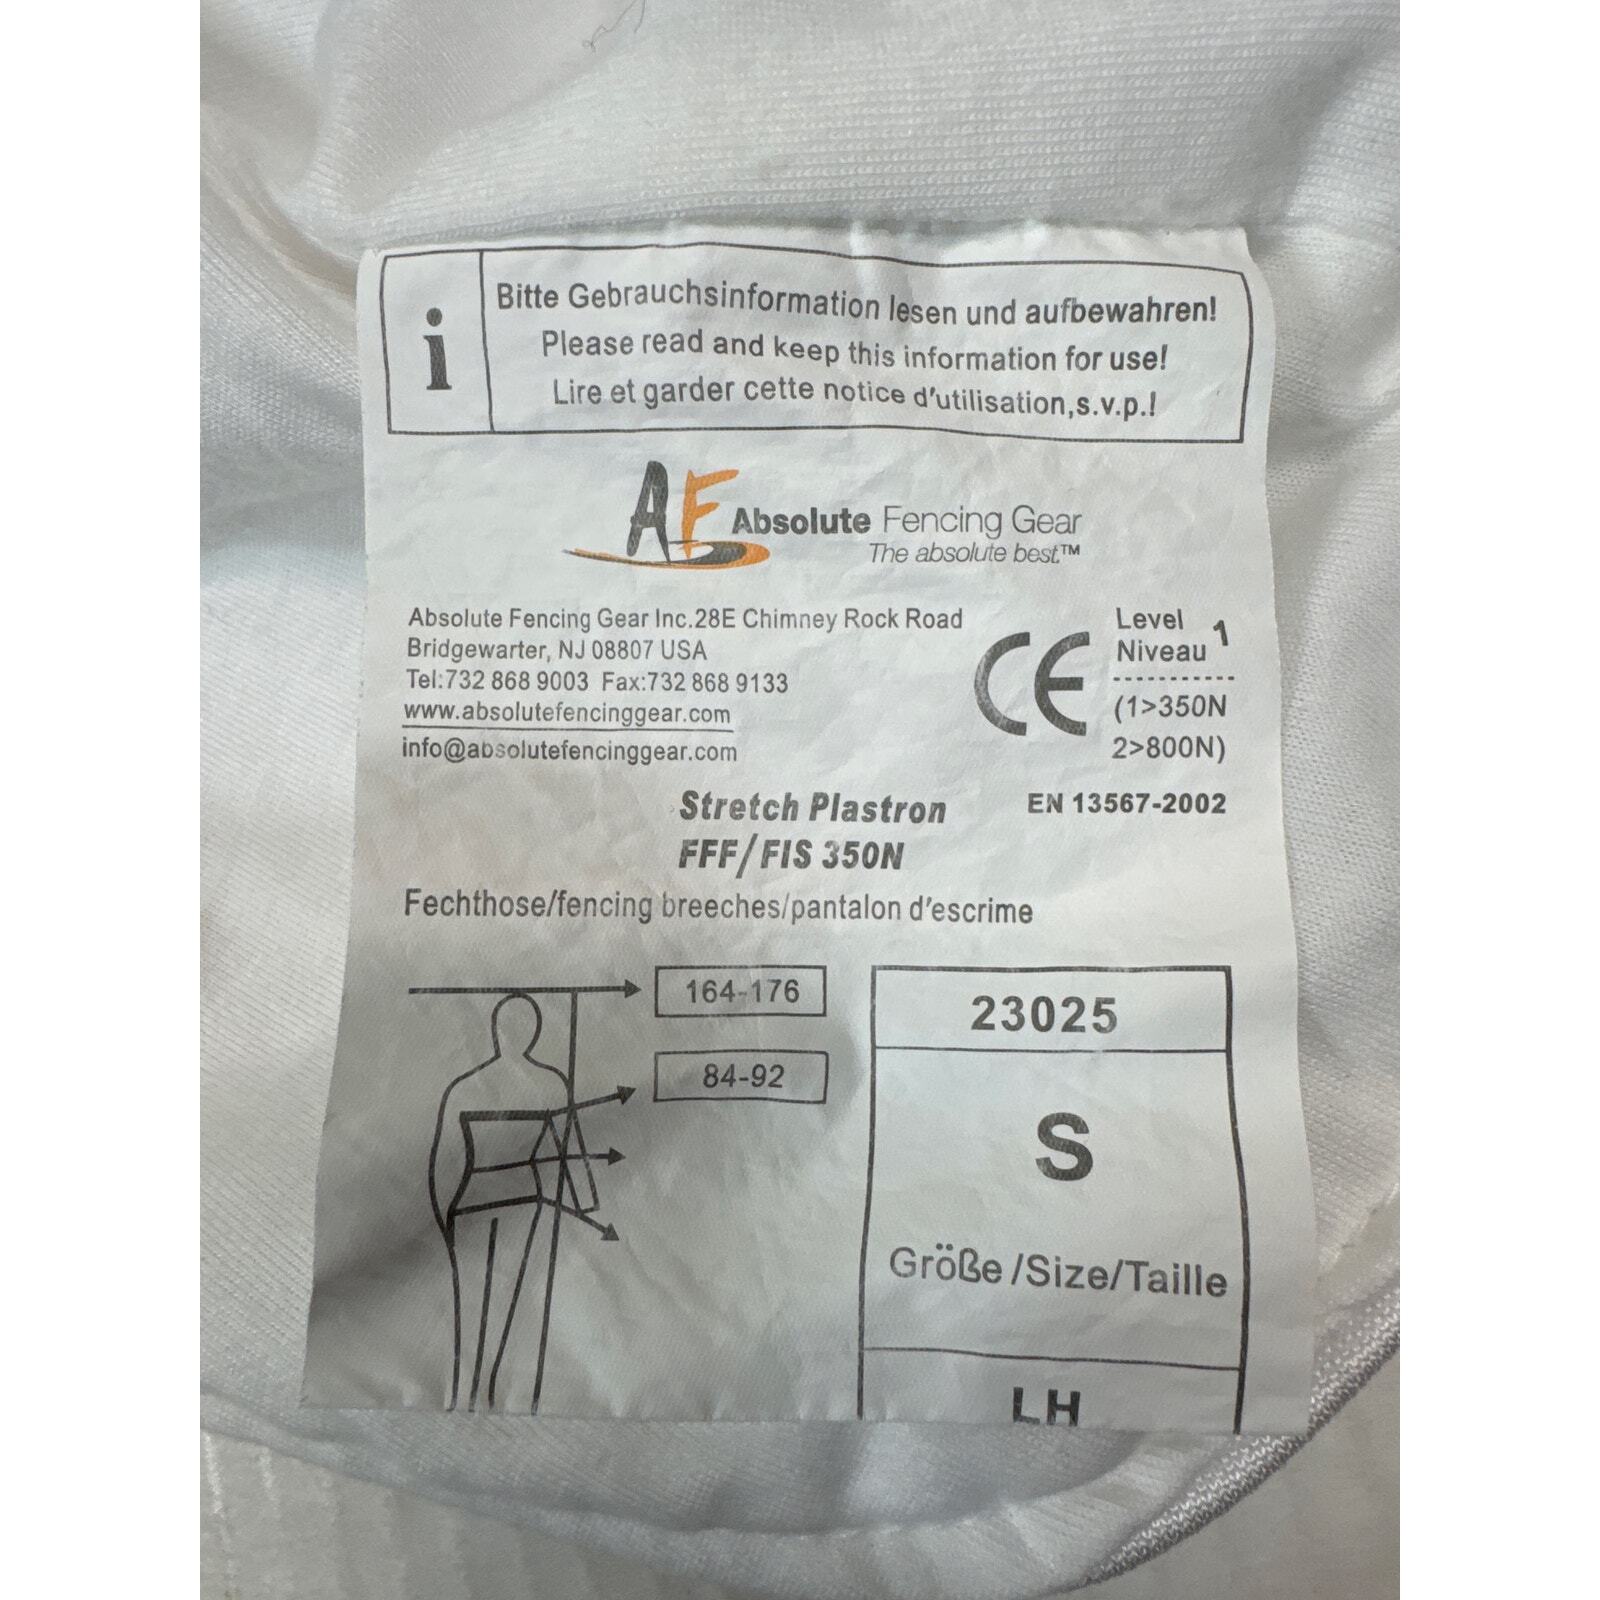 i
Bitte Gebrauchsinformation lesen und aufbewahren!
Please read and keep this information for use!
Lire et garder cette notice d'utilisation,s.v.p.!
AF Absolute Fencing Gear
The absolute best.™
Absolute Fencing Gear Inc.28E Chimney Rock Road
Bridgewarter, NJ 08807 USA
Tel:732 868 9003 Fax:732 868 9133
www.absolutefencinggear.com
info@absolutefencinggear.com
CE
Level
Niveau 1
(1>350N
2>800N)
EN 13567-2002
Stretch Plastron
FFF/FIS 350N
Fechthose/fencing breeches/pantalon d'escrime
164-176
84-92
23025
S
Größe/Size/Taille
LH